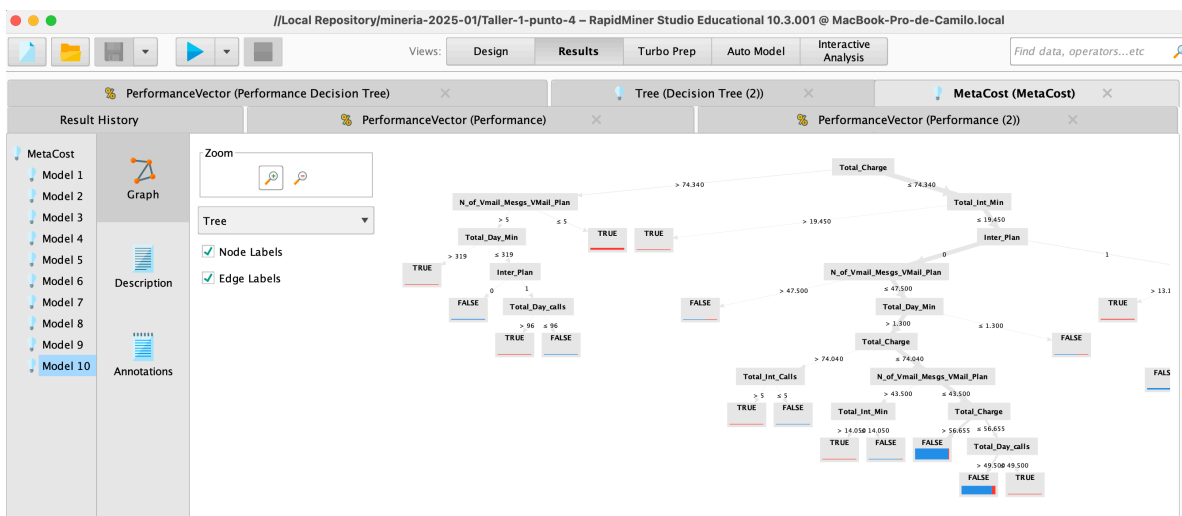 //Local Repository/mineria-2025-01/Taller-1-punto-4 – RapidMiner Studio Educational 10.3.001 @ MacBook-Pro-de-Camilo.local
Views: Design Results Turbo Prep Auto Model Interactive Analysis Find data, operators...etc
PerformanceVector (Performance Decision Tree) Tree (Decision Tree (2)) MetaCost (MetaCost)
Result History PerformanceVector (Performance) PerformanceVector (Performance (2))
MetaCost
Model 1
Model 2
Model 3
Model 4
Model 5
Model 6
Model 7
Model 8
Model 9
Model 10
Graph
Description
Annotations
Zoom
Tree
Node Labels
Edge Labels
Total_Charge
> 74.340 ≤ 74.340
N_of_Vmail_Mesgs_VMail_Plan Total_Int_Min
> 5 ≤ 5 > 19.450 ≤ 19.450
Total_Day_Min TRUE TRUE Inter_Plan
> 319 ≤ 319 0 1
TRUE Inter_Plan N_of_Vmail_Mesgs_VMail_Plan
0 1 > 47.500 ≤ 47.500 > 13.1
FALSE Total_Day_calls FALSE Total_Day_Min TRUE
> 96 ≤ 96 > 1.300 ≤ 1.300
TRUE FALSE Total_Charge FALSE
> 74.040 ≤ 74.040
Total_Int_Calls N_of_Vmail_Mesgs_VMail_Plan FALS
> 5 ≤ 5 > 43.500 ≤ 43.500
TRUE FALSE Total_Int_Min Total_Charge
> 14.050 ≤ 14.050 > 56.655 ≤ 56.655
TRUE FALSE FALSE Total_Day_calls
> 49.500 ≤ 49.500
FALSE TRUE